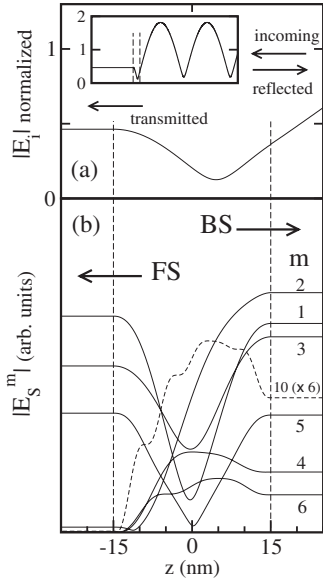 |E_i| normalized
1
0
2
1
0
incoming
reflected
transmitted
(a)
(b)
BS
FS
m
2
1
3
10 (× 6)
5
4
6
|E_S^m| (arb. units)
-15 0 15
z (nm)